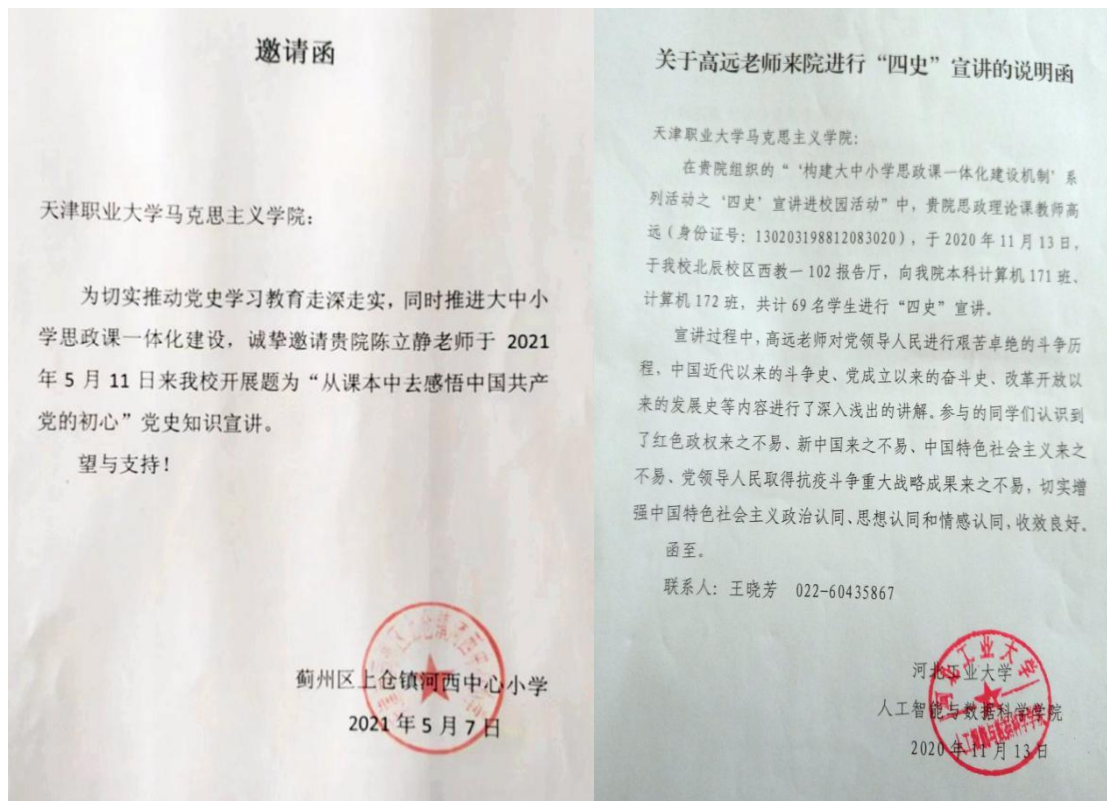 邀请函
天津职业大学马克思主义学院：
为切实推动党史学习教育走深走实，同时推进大中小
学思政课一体化建设，诚挚邀请贵院陈立静老师于 2021
年 5 月 11 日来我校开展题为“从课本中去感悟中国共产
党的初心”党史知识宣讲。
望与支持！
蓟州区上仓镇河西中心小学
2021 年 5 月 7 日
关于高远老师来院进行“四史”宣讲的说明函
天津职业大学马克思主义学院：
在贵院组织的“‘构建大中小学思政课一体化建设机制’系
列活动之‘四史’宣讲进校园活动”中，贵院思政理论课教师高
远（身份证号：130203198812083020），于 2020 年 11 月 13 日，
于我校北辰校区西教一 102 报告厅，向我院本科计算机 171 班、
计算机 172 班，共计 69 名学生进行“四史”宣讲。
宣讲过程中，高远老师对党领导人民进行艰苦卓绝的斗争历
程，中国近代以来的斗争史、党成立以来的奋斗史、改革开放以
来的发展史等内容进行了深入浅出的讲解。参与的同学们认识到
了红色政权来之不易、新中国来之不易、中国特色社会主义来之
不易、党领导人民取得抗疫斗争重大战略成果来之不易，切实增
强中国特色社会主义政治认同、思想认同和情感认同，收效良好。
函至。
联系人：王晓芳 022-60435867
河北工业大学
人工智能与数据科学学院
2020 年 11 月 13 日
河北工业大学
人工智能与数据科学学院